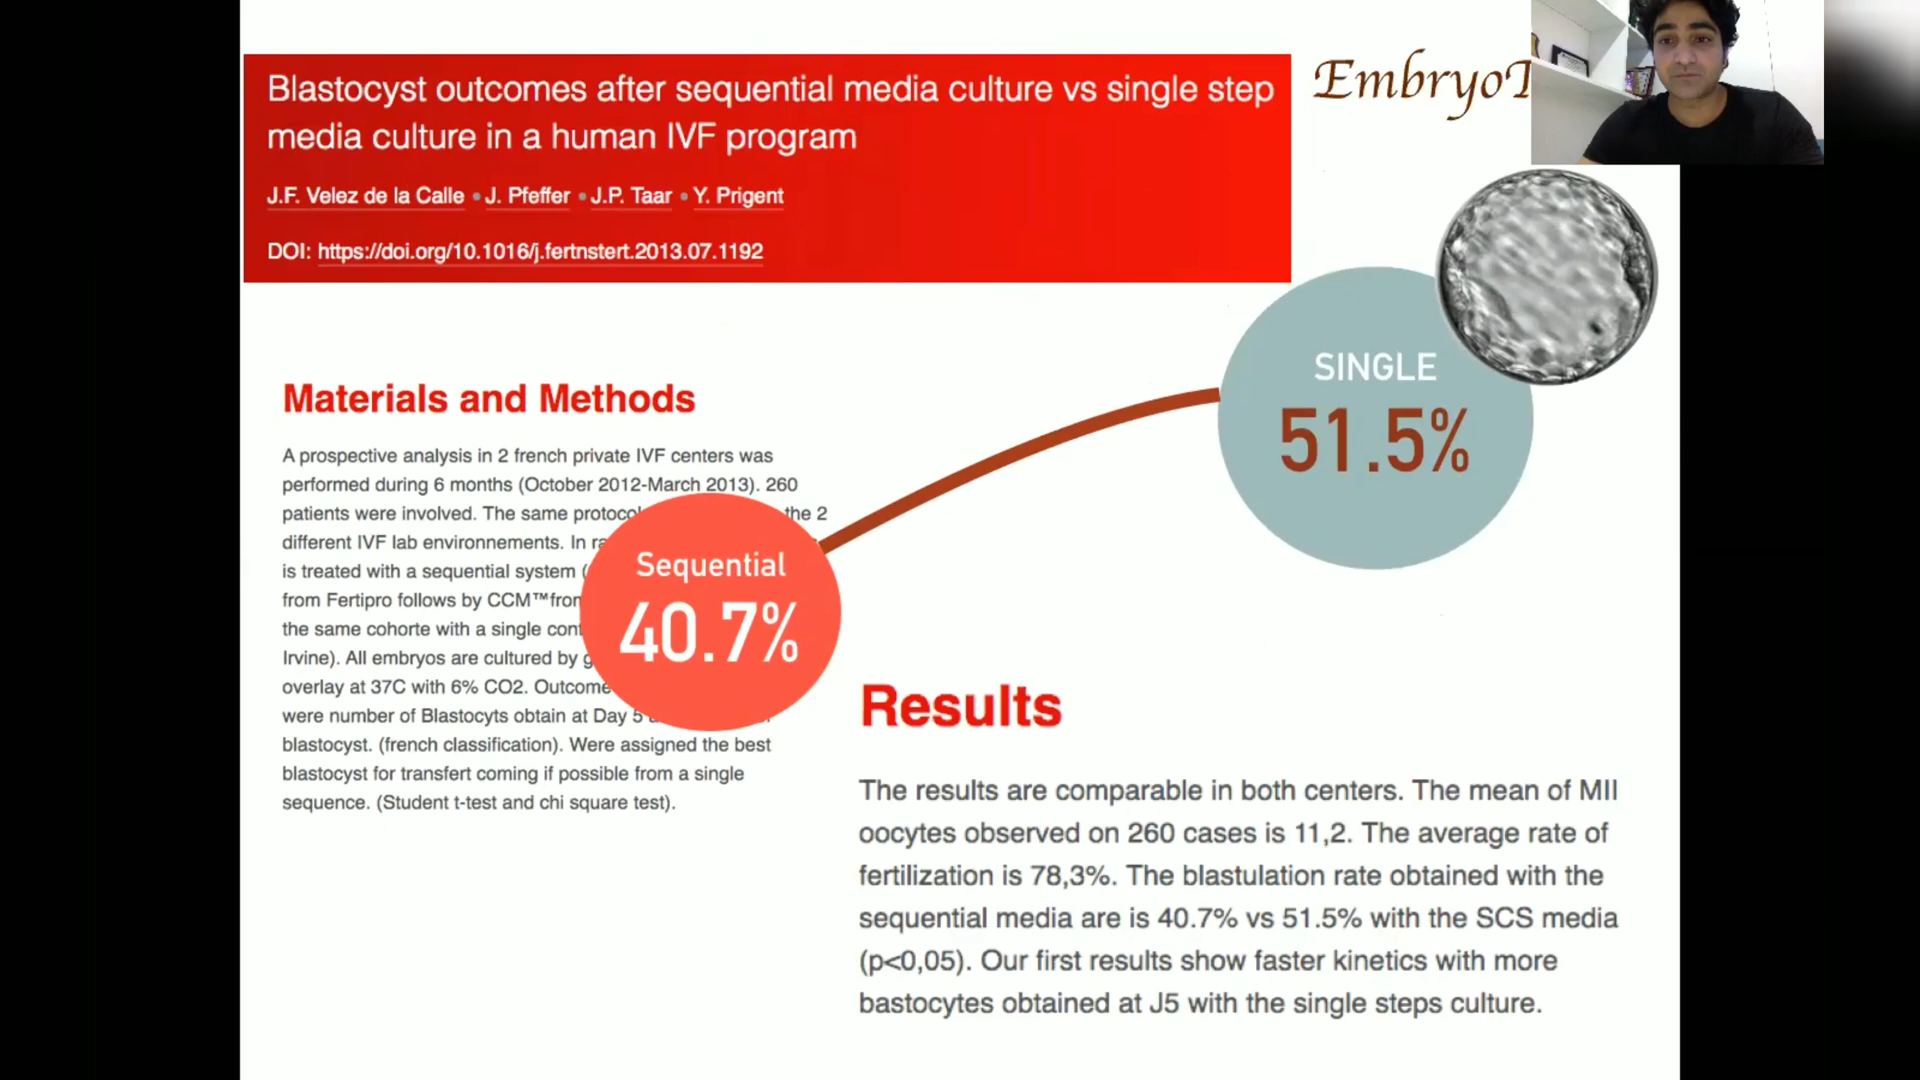 Blastocyst outcomes after sequential media culture vs single step
media culture in a human IVF program
J.F. Velez de la Calle • J. Pfeffer • J.P. Taar • Y. Prigent
DOI: https://doi.org/10.1016/j.fertnstert.2013.07.1192
Embryo
SINGLE
51.5%
Materials and Methods
A prospective analysis in 2 french private IVF centers was
performed during 6 months (October 2012-March 2013). 260
patients were involved. The same protocol the 2
different IVF lab environnements. In
is treated with a sequential system (
from Fertipro follows by CCM™from
the same cohorte with a single
Irvine). All embryos are cultured by
overlay at 37C with 6% CO2. Outcome
were number of Blastocyts obtain at Day 5
blastocyst. (french classification). Were assigned the best
blastocyst for transfert coming if possible from a single
sequence. (Student t-test and chi square test).
Sequential
40.7%
Results
The results are comparable in both centers. The mean of MII
oocytes observed on 260 cases is 11,2. The average rate of
fertilization is 78,3%. The blastulation rate obtained with the
sequential media are is 40.7% vs 51.5% with the SCS media
(p<0,05). Our first results show faster kinetics with more
bastocytes obtained at J5 with the single steps culture.